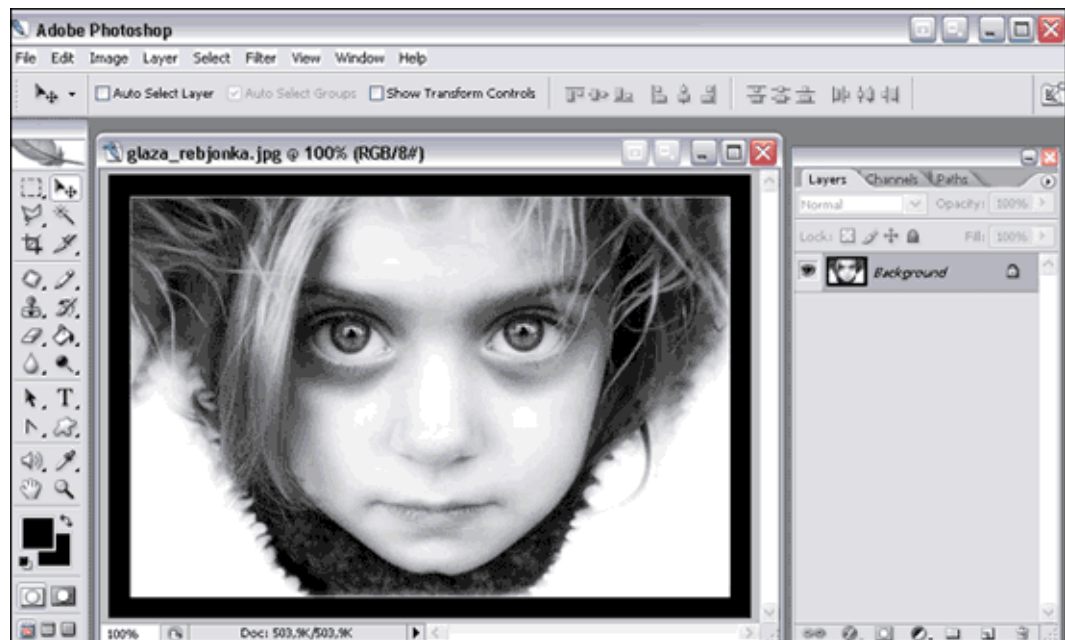 Adobe Photoshop
File Edit Image Layer Select Filter View Window Help
Auto Select Layer Auto Select Groups Show Transform Controls
glaza_rebjonka.jpg @ 100% (RGB/8#)
Layers Channels Paths
Normal Opacity: 100%
Lock: Fill: 100%
Background
T
100% Doc: 503,9K/503,9K